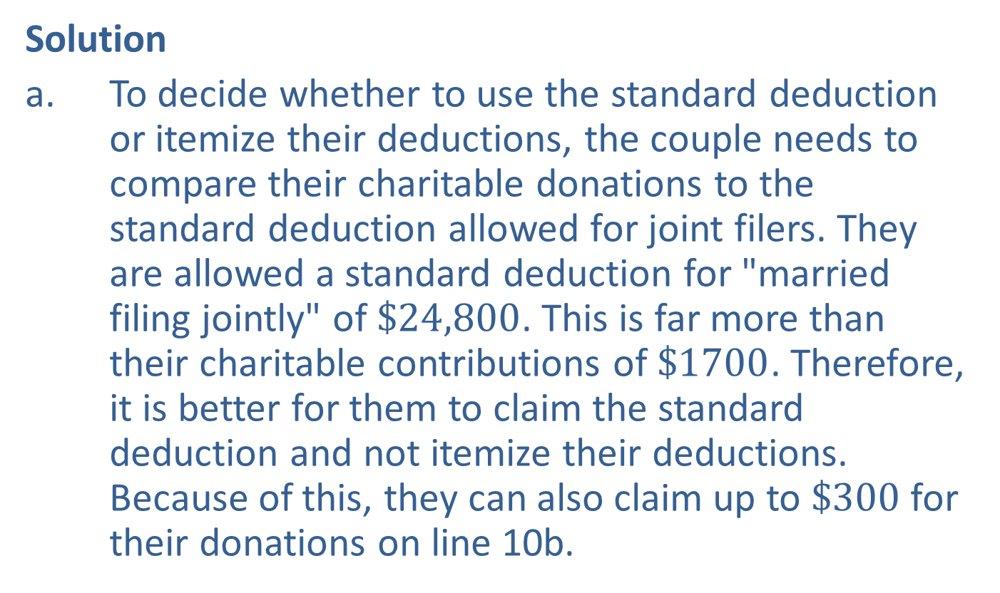 Solution
a. To decide whether to use the standard deduction
or itemize their deductions, the couple needs to
compare their charitable donations to the
standard deduction allowed for joint filers. They
are allowed a standard deduction for "married
filing jointly" of $24,800. This is far more than
their charitable contributions of $1700. Therefore,
it is better for them to claim the standard
deduction and not itemize their deductions.
Because of this, they can also claim up to $300 for
their donations on line 10b.